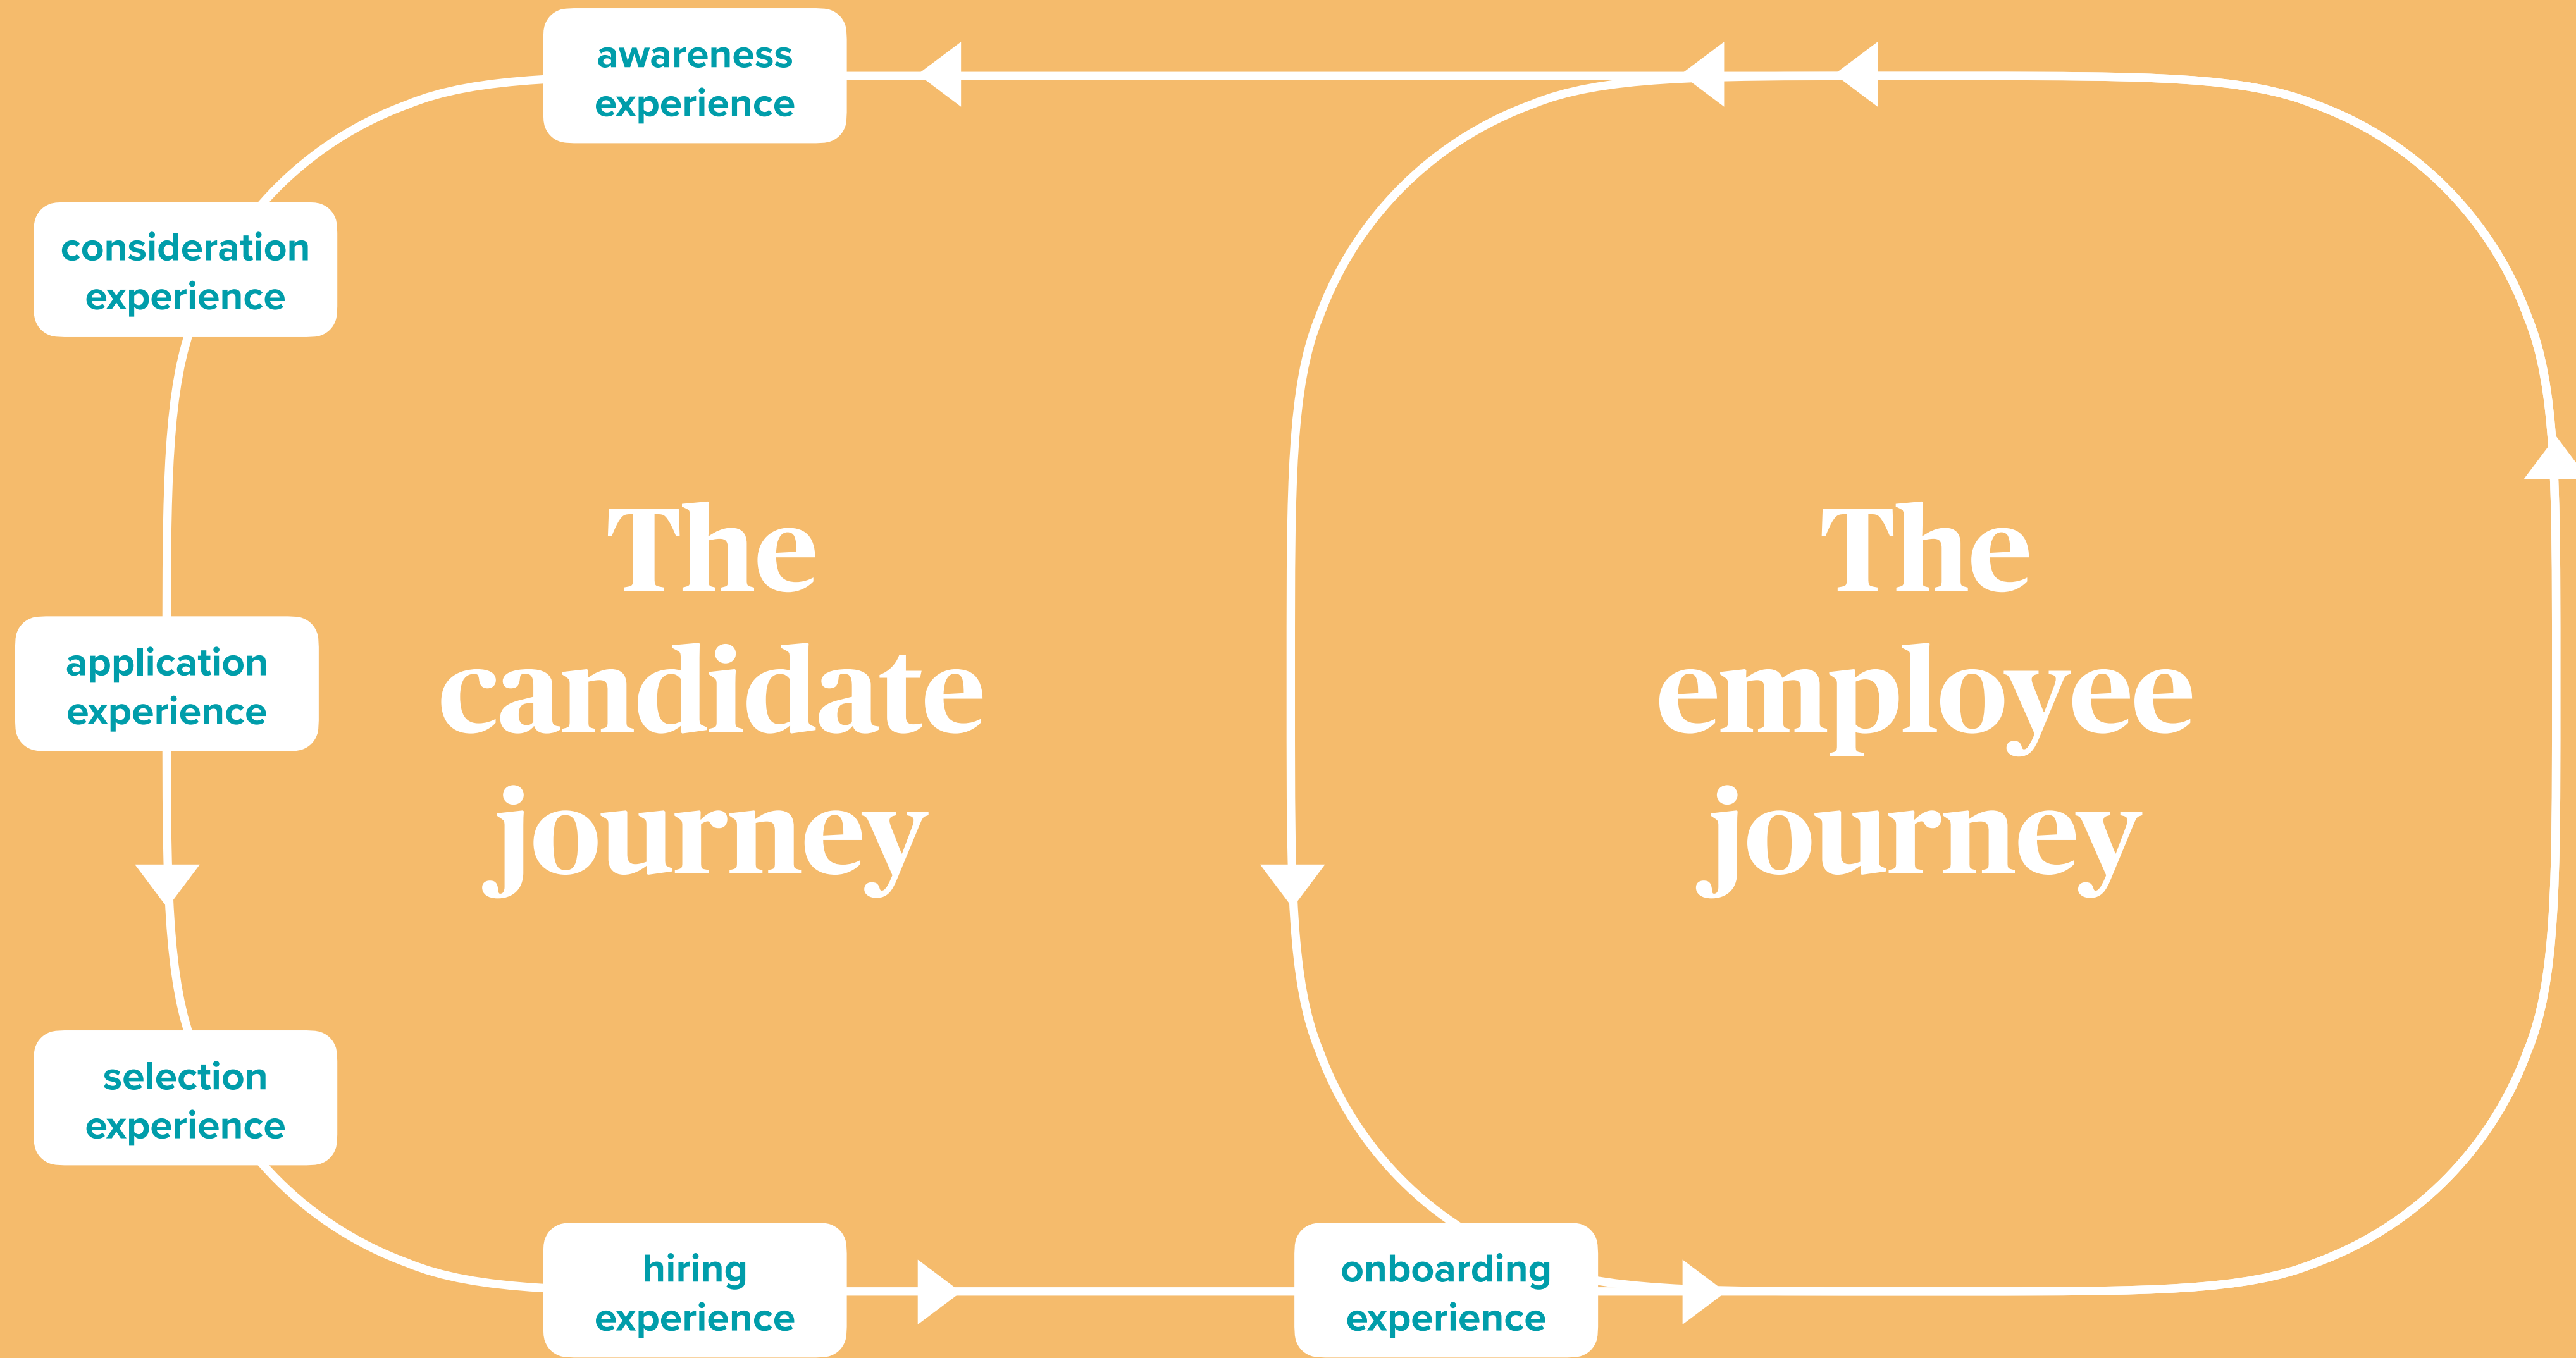 awareness
experience
consideration
experience
The
candidate
journey
The
employee
journey
application
experience
selection
experience
hiring
experience
onboarding
experience